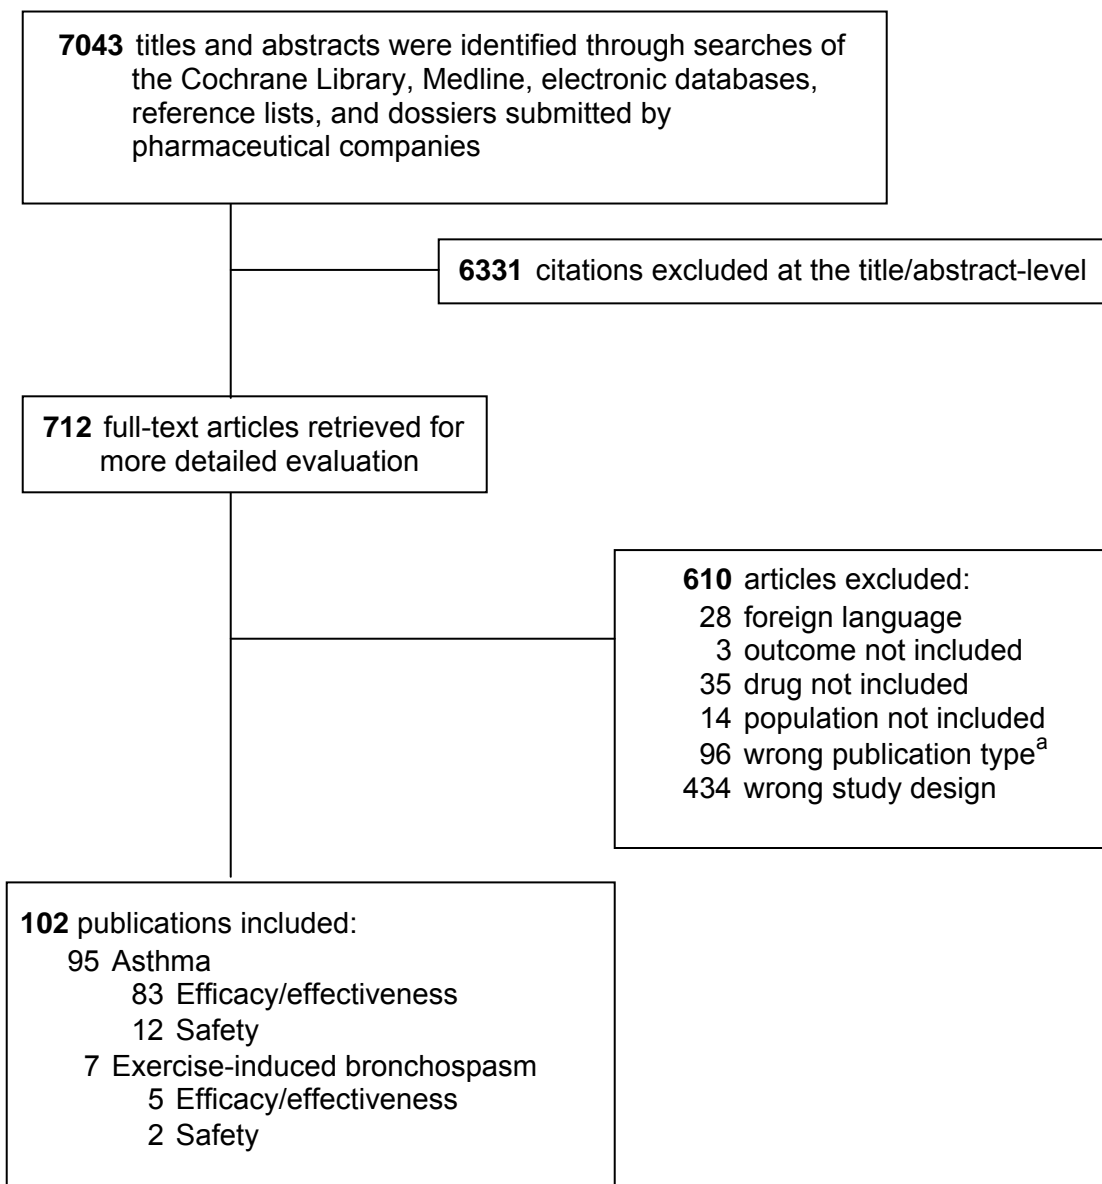 7043 titles and abstracts were identified through searches of
the Cochrane Library, Medline, electronic databases,
reference lists, and dossiers submitted by
pharmaceutical companies
6331 citations excluded at the title/abstract-level
712 full-text articles retrieved for
more detailed evaluation
610 articles excluded:
28 foreign language
3 outcome not included
35 drug not included
14 population not included
96 wrong publication typeª
434 wrong study design
102 publications included:
95 Asthma
83 Efficacy/effectiveness
12 Safety
7 Exercise-induced bronchospasm
5 Efficacy/effectiveness
2 Safety